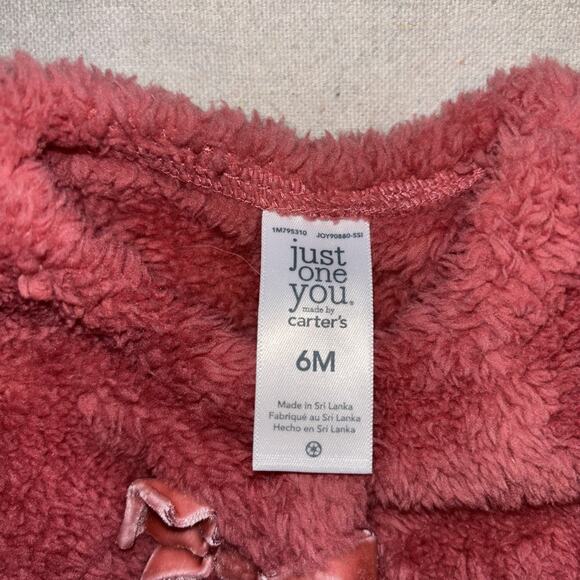 1M795310 JOY90880-SSI
just
one
you®
made by
carter's
6M
Made in Sri Lanka
Fabriqué au Sri Lanka
Hecho en Sri Lanka